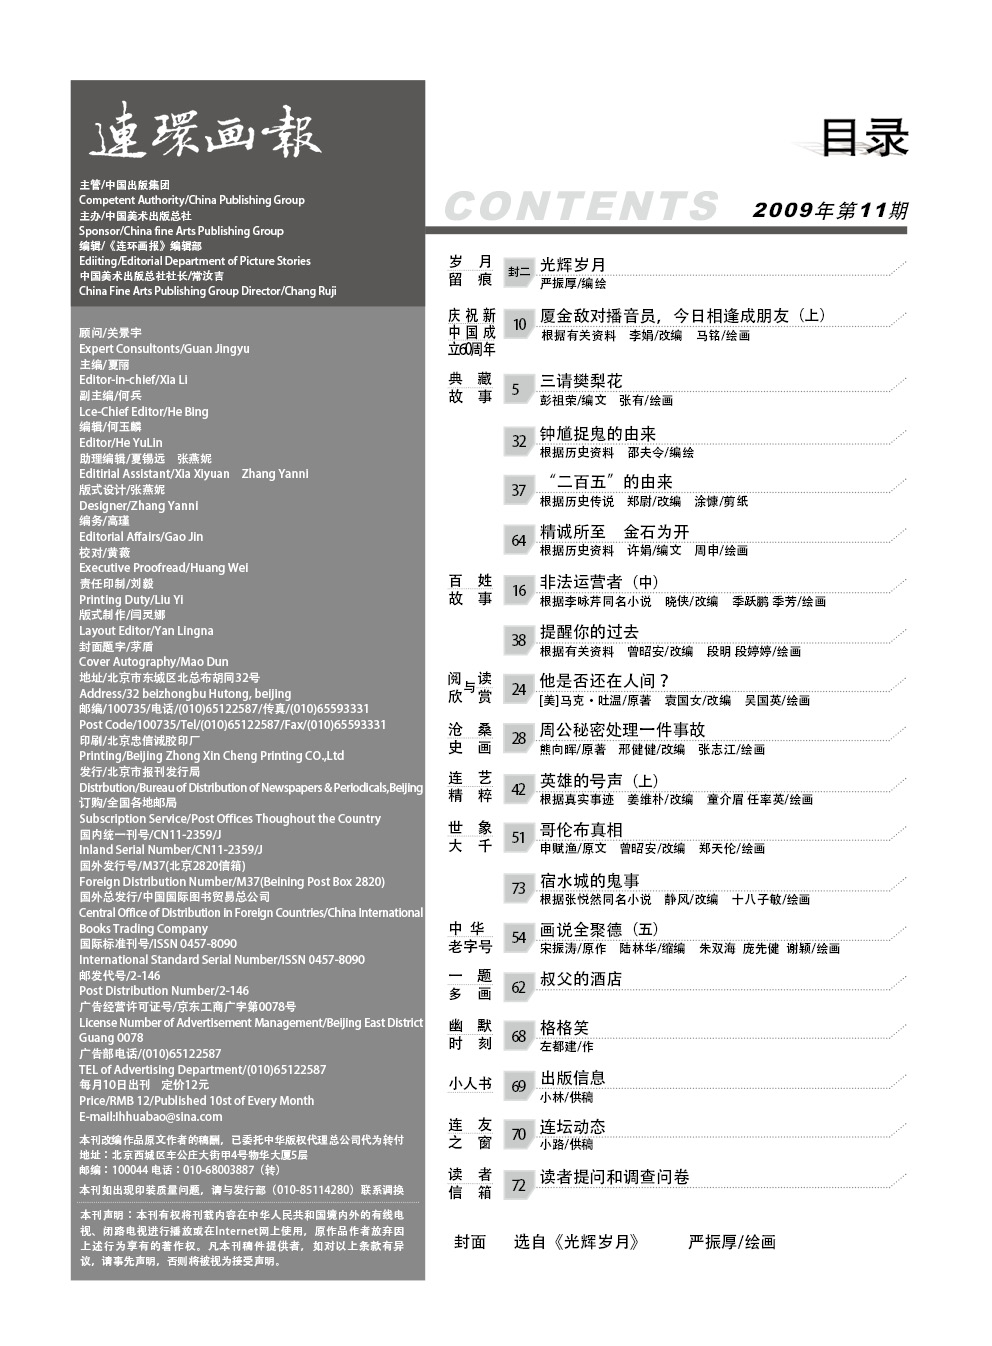 連環画報
主管/中国出版集团
Competent Authority/China Publishing Group
主办/中国美术出版总社
Sponsor/China fine Arts Publishing Group
编辑/《连环画报》编辑部
Ediiting/Editorial Department of Picture Stories
中国美术出版总社社长/常汝吉
China Fine Arts Publishing Group Director/Chang Ruji
顾问/关景宇
Expert Consultonts/Guan Jingyu
主编/夏丽
Editor-in-chief/Xia Li
副主编/何兵
Lce-Chief Editor/He Bing
编辑/何玉麟
Editor/He YuLin
助理编辑/夏锡远 张燕妮
Editirial Assistant/Xia Xiyuan Zhang Yanni
版式设计/张燕妮
Designer/Zhang Yanni
编务/高瑾
Editorial Affairs/Gao Jin
校对/黄薇
Executive Proofread/Huang Wei
责任印制/刘毅
Printing Duty/Liu Yi
版式制作/闫灵娜
Layout Editor/Yan Lingna
封面题字/茅盾
Cover Autography/Mao Dun
地址/北京市东城区北总布胡同32号
Address/32 beizhongbu Hutong, beijing
邮编/100735/电话/(010)65122587/传真/(010)65593331
Post Code/100735/Tel/(010)65122587/Fax/(010)65593331
印刷/北京忠信诚胶印厂
Printing/Beijing Zhong Xin Cheng Printing CO.,Ltd
发行/北京市报刊发行局
Distrbution/Bureau of Distribution of Newspapers & Periodicals,Beijing
订购/全国各地邮局
Subscription Service/Post Offices Thoughout the Country
国内统一刊号/CN11-2359/J
Inland Serial Number/CN11-2359/J
国外发行号/M37(北京2820信箱)
Foreign Distribution Number/M37(Beining Post Box 2820)
国外总发行/中国国际图书贸易总公司
Central Office of Distribution in Foreign Countries/China International
Books Trading Company
国际标准刊号/ISSN 0457-8090
International Standard Serial Number/ISSN 0457-8090
邮发代号/2-146
Post Distribution Number/2-146
广告经营许可证号/京东工商广字第0078号
License Number of Advertisement Management/Beijing East District
Guang 0078
广告部电话/(010)65122587
TEL of Advertising Department/(010)65122587
每月10日出刊 定价12元
Price/RMB 12/Published 10st of Every Month
E-mail:lhhuabao@sina.com
本刊改编作品原文作者的稿酬，已委托中华版权代理总公司代为转付
地址：北京西城区车公庄大街甲4号物华大厦5层
邮编：100044 电话：010-68003887（转）
本刊如出现印装质量问题，请与发行部（010-85114280）联系调换
本刊声明：本刊有权将刊载内容在中华人民共和国境内外的有线电
视、闭路电视进行播放或在Internet网上使用，原作品作者放弃因
上述行为享有的著作权。凡本刊稿件提供者，如对以上条款有异
议，请事先声明，否则将被视为接受声明。
目录
CONTENTS 2009年第11期
岁月留痕 封二 光辉岁月
严振厚/编绘
庆祝新中国成立60周年 10 厦金敌对播音员，今日相逢成朋友（上）
根据有关资料 李娟/改编 马铭/绘画
典藏故事 5 三请樊梨花
彭祖荣/编文 张有/绘画
32 钟馗捉鬼的由来
根据历史资料 邵夫令/编绘
37 “二百五”的由来
根据历史传说 郑尉/改编 涂慷/剪纸
64 精诚所至 金石为开
根据历史资料 许娟/编文 周申/绘画
百姓故事 16 非法运营者（中）
根据李咏芹同名小说 晓侠/改编 季跃鹏 季芳/绘画
38 提醒你的过去
根据有关资料 曾昭安/改编 段明 段婷婷/绘画
阅读与欣赏 24 他是否还在人间？
[美]马克·吐温/原著 袁国女/改编 吴国英/绘画
沧桑史画 28 周公秘密处理一件事故
熊向晖/原著 邢健健/改编 张志江/绘画
连艺精粹 42 英雄的号声（上）
根据真实事迹 姜维朴/改编 童介眉 任率英/绘画
世象大千 51 哥伦布真相
申赋渔/原文 曾昭安/改编 郑天伦/绘画
73 宿水城的鬼事
根据张悦然同名小说 静风/改编 十八子敏/绘画
中华老字号 54 画说全聚德（五）
宋振涛/原作 陆林华/缩编 朱双海 庞先健 谢颖/绘画
一题多画 62 叔父的酒店
幽默时刻 68 格格笑
左都建/作
小人书 69 出版信息
小林/供稿
连友之窗 70 连坛动态
小路/供稿
读者信箱 72 读者提问和调查问卷
封面 选自《光辉岁月》 严振厚/绘画